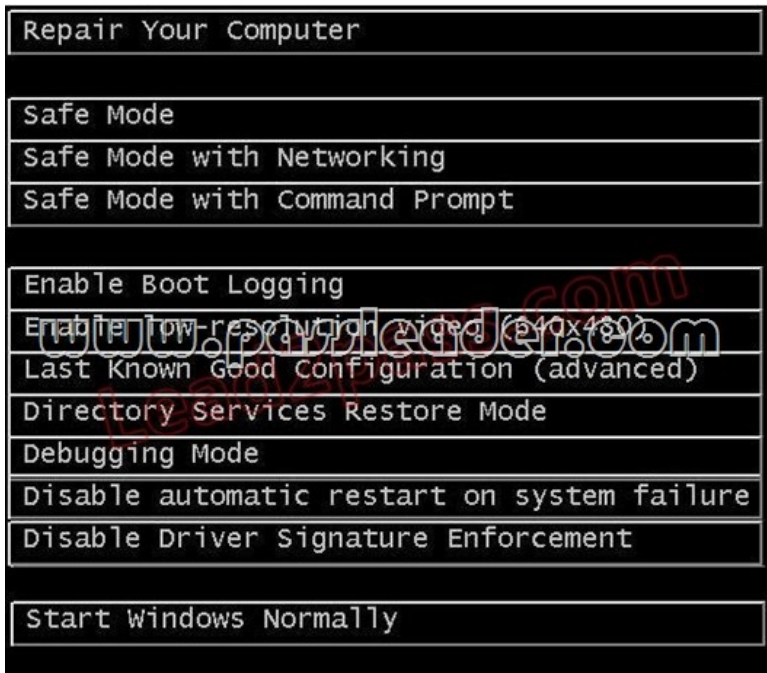 Repair Your Computer
Safe Mode
Safe Mode with Networking
Safe Mode with Command Prompt
Enable Boot Logging
Enable low-resolution video (640x480)
www.passleader.com
Lead2pass.com
Last Known Good Configuration (advanced)
Directory Services Restore Mode
Debugging Mode
Disable automatic restart on system failure
Disable Driver Signature Enforcement
Start Windows Normally